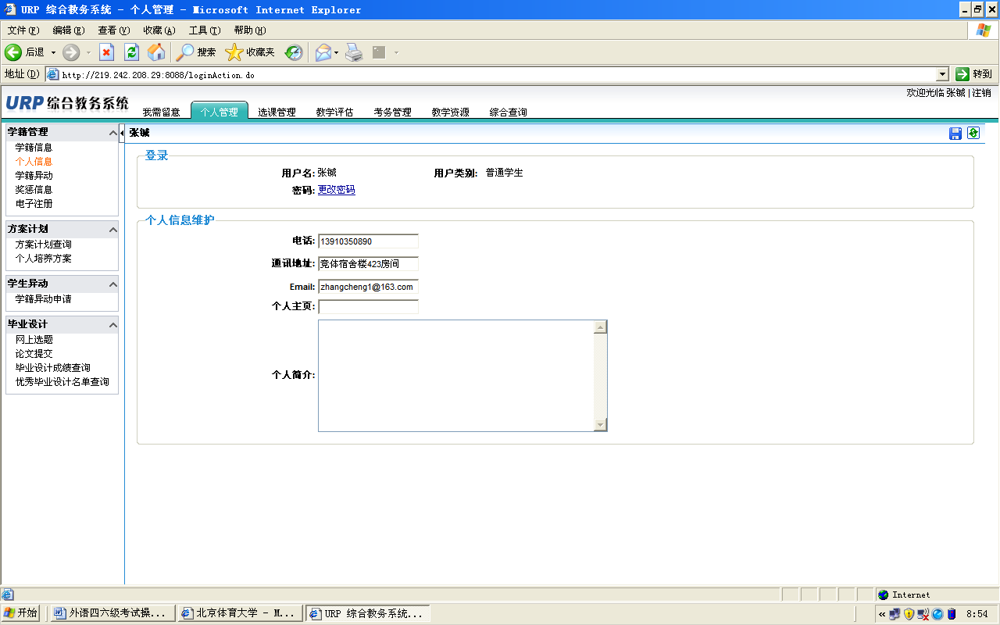 URP 综合教务系统 - 个人管理 - Microsoft Internet Explorer
文件(F) 编辑(E) 查看(V) 收藏(A) 工具(T) 帮助(H)
后退 搜索 收藏夹
地址(D) http://219.242.208.29:8088/loginAction.do 转到
欢迎光临 张铖 | 注销
URP 综合教务系统 我需留意 个人管理 选课管理 教学评估 考务管理 教学资源 综合查询
学籍管理
学籍信息
个人信息
学籍异动
奖惩信息
电子注册
方案计划
方案计划查询
个人培养方案
学生异动
学籍异动申请
毕业设计
网上选题
论文提交
毕业设计成绩查询
优秀毕业设计名单查询
张铖
登录
用户名: 张铖 用户类别: 普通学生
密码: 更改密码
个人信息维护
电话: 13910350890
通讯地址: 竞体宿舍楼423房间
Email: zhangcheng1@163.com
个人主页:
个人简介:
Internet
开始 外语四六级考试操... 北京体育大学 - M... URP 综合教务系统... « 8:54